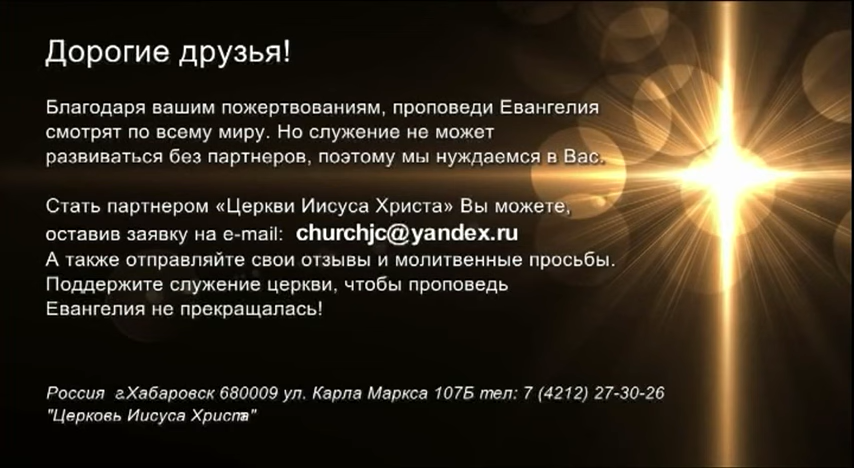 Дорогие друзья!
Благодаря вашим пожертвованиям, проповеди Евангелия
смотрят по всему миру. Но служение не может
развиваться без партнеров, поэтому мы нуждаемся в Вас.
Стать партнером «Церкви Иисуса Христа» Вы можете,
оставив заявку на e-mail: churchjc@yandex.ru
А также отправляйте свои отзывы и молитвенные просьбы.
Поддержите служение церкви, чтобы проповедь
Евангелия не прекращалась!
Россия г.Хабаровск 680009 ул. Карла Маркса 107Б тел: 7 (4212) 27-30-26
"Церковь Иисуса Христа"